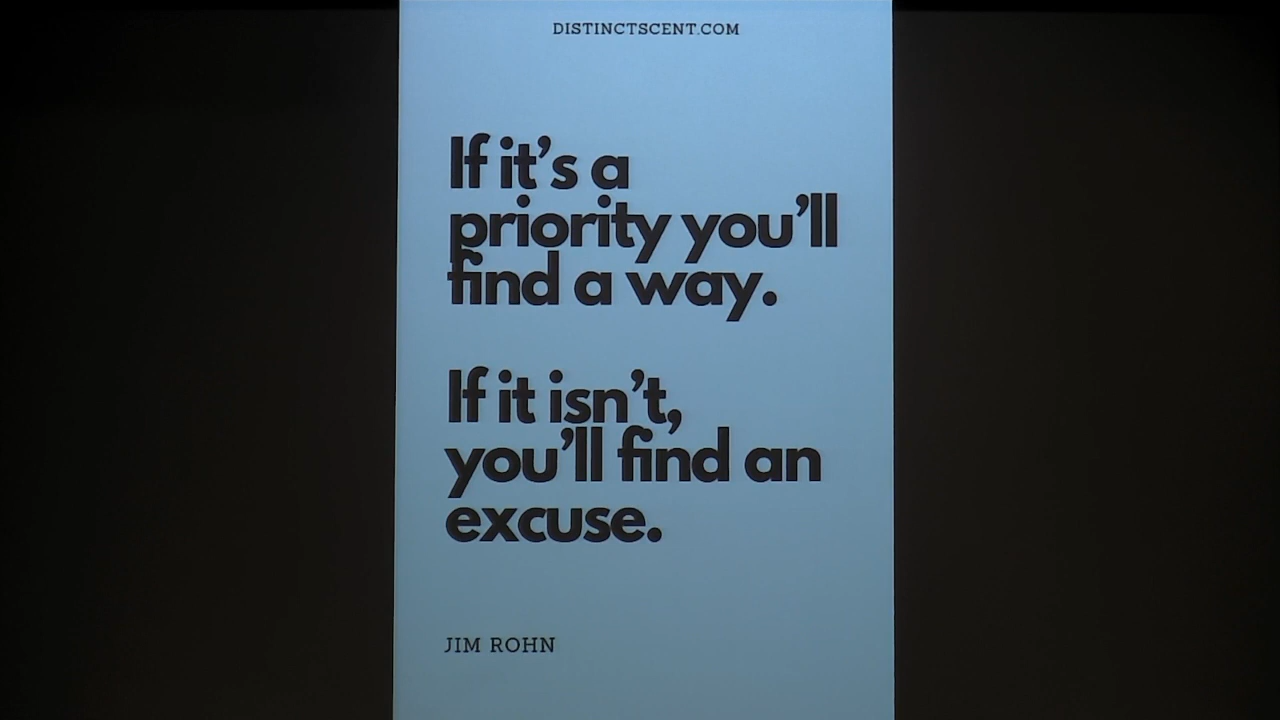 DISTINCTSCENT.COM
If it’s a
priority you’ll
find a way.
If it isn’t,
you’ll find an
excuse.
JIM ROHN